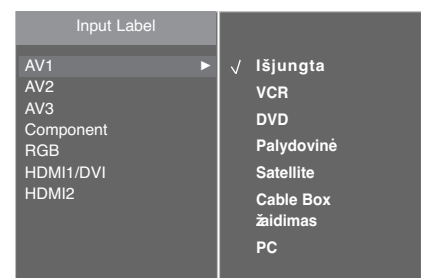 Input Label
AV1
AV2
AV3
Component
RGB
HDMI1/DVI
HDMI2
Išjungta
VCR
DVD
Palydovinė
Satellite
Cable Box
žaidimas
PC